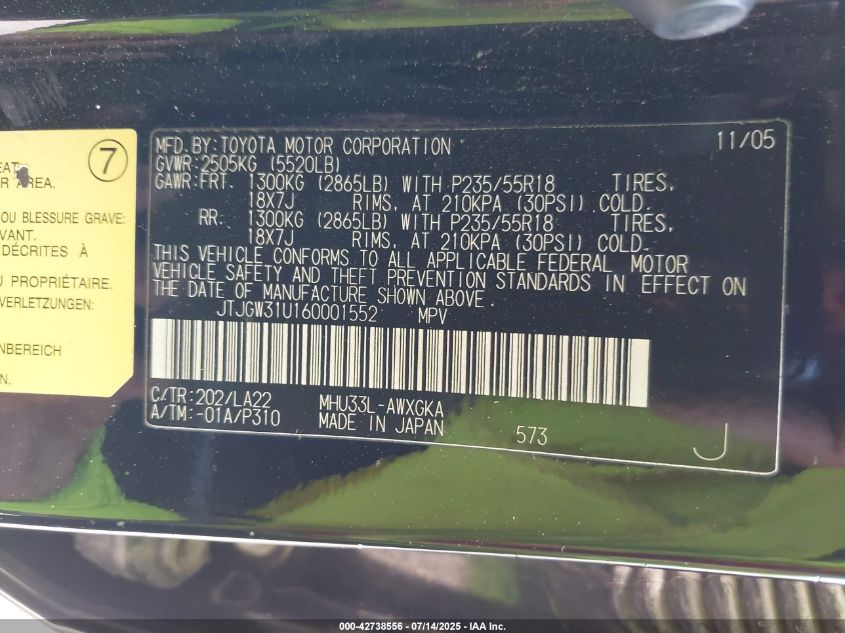 MFD.BY:TOYOTA MOTOR CORPORATION 11/05
GVWR:2505KG (5520LB)
GAWR:FRT. 1300KG (2865LB) WITH P235/55R18 TIRES,
18X7J RIMS, AT 210KPA (30PSI) COLD.
RR. 1300KG (2865LB) WITH P235/55R18 TIRES,
18X7J RIMS, AT 210KPA (30PSI) COLD.
THIS VEHICLE CONFORMS TO ALL APPLICABLE FEDERAL MOTOR
VEHICLE SAFETY AND THEFT PREVENTION STANDARDS IN EFFECT ON
THE DATE OF MANUFACTURE SHOWN ABOVE.
JTJGW31U160001552 MPV
C/TR:202/LA22 MHU33L-AWXGKA
A/TM:-01A/P310 MADE IN JAPAN 573 J
7
AREA.
OU BLESSURE GRAVE:
VANT.
DÉCRITES À
U PROPRIÉTAIRE.
VERLETZUNGEN:
NBEREICH
N.
000-42738556 - 07/14/2025 - IAA Inc.